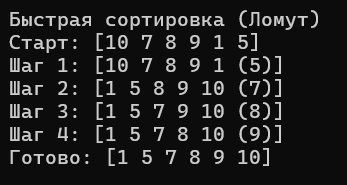 Быстрая сортировка (Ломут)
Старт: [10 7 8 9 1 5]
Шаг 1: [10 7 8 9 1 (5)]
Шаг 2: [1 5 8 9 10 (7)]
Шаг 3: [1 5 7 9 10 (8)]
Шаг 4: [1 5 7 8 10 (9)]
Готово: [1 5 7 8 9 10]